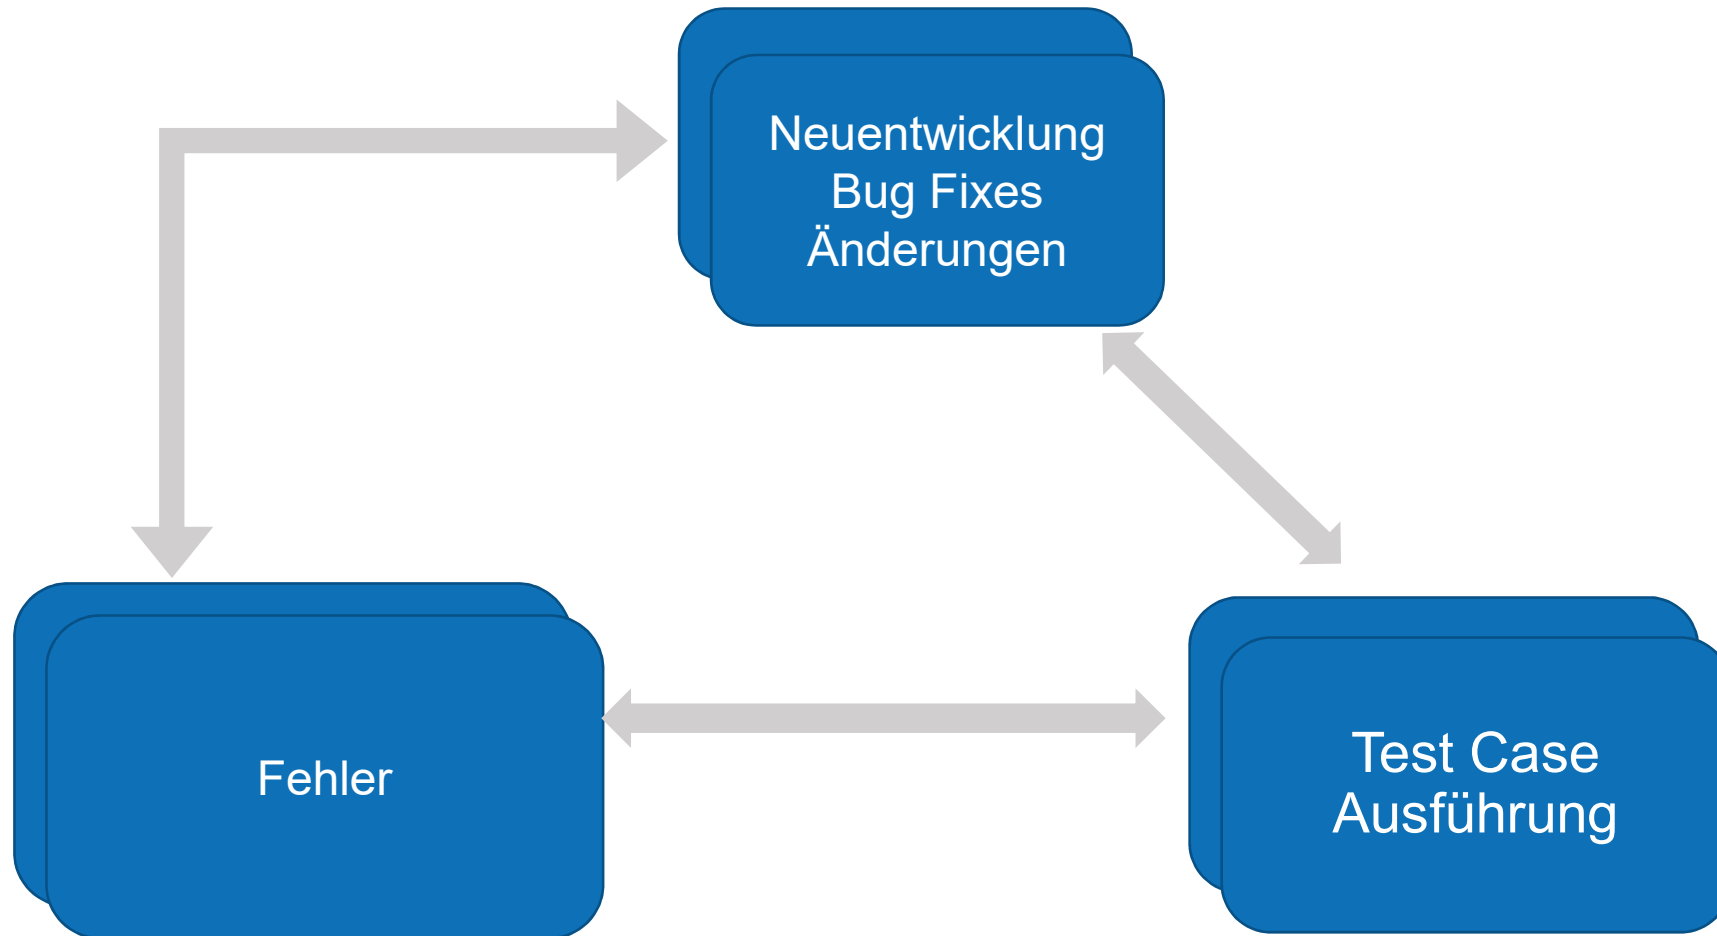 Neuentwicklung
Bug Fixes
Änderungen
Fehler
Test Case
Ausführung